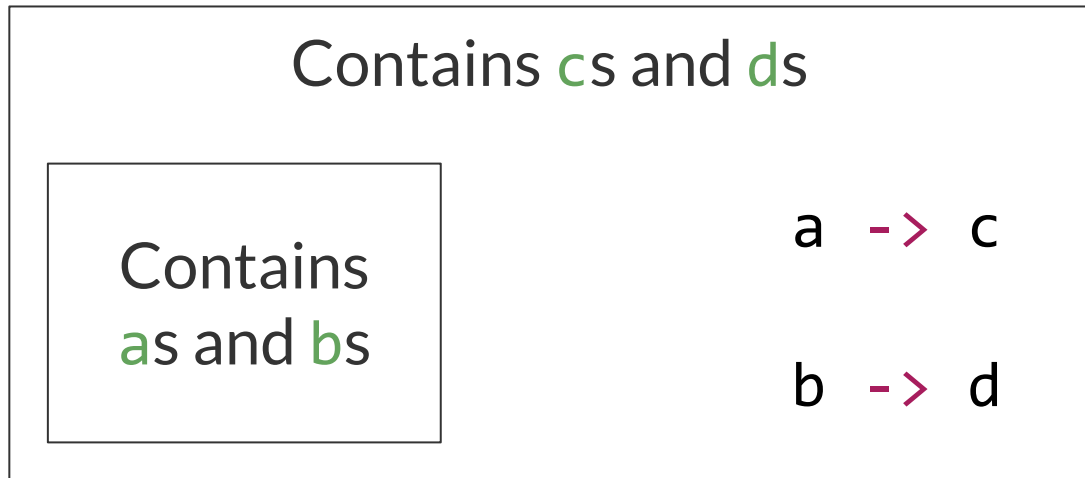 Contains cs and ds
Contains
as and bs
a -> c
b -> d